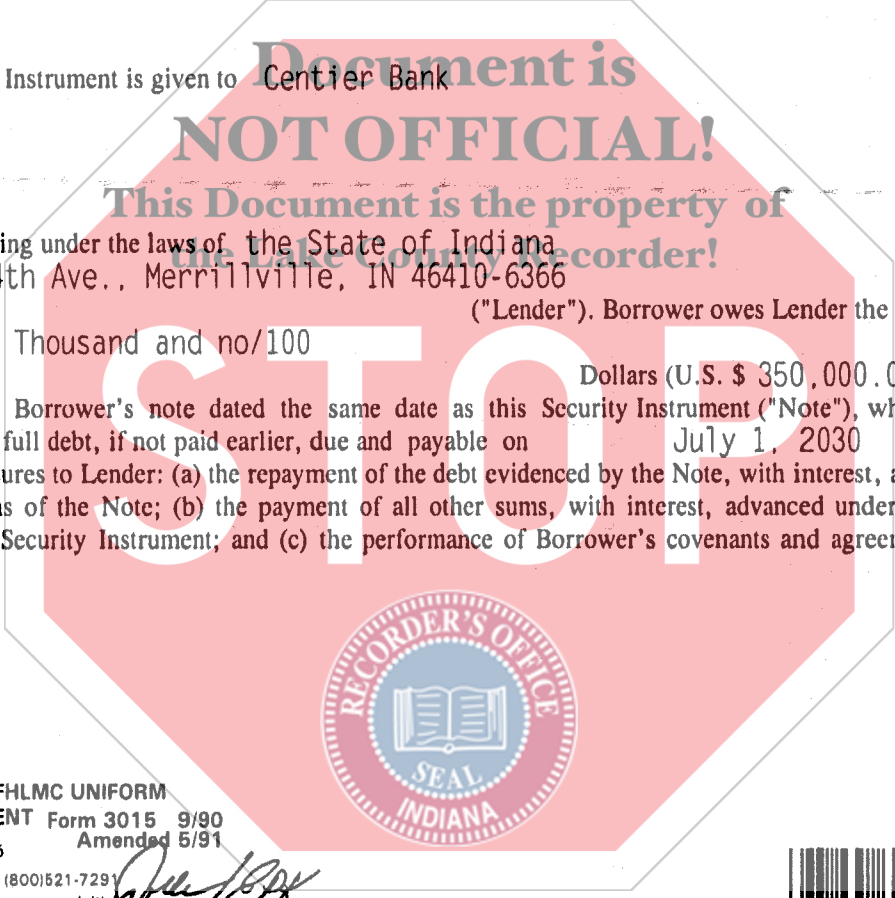 Document is
Instrument is given to Centier Bank
NOT OFFICIAL!
This Document is the property of
ing under the laws of the State of Indiana
the Lake County Recorder!
4th Ave., Merrillville, IN 46410-6366
("Lender"). Borrower owes Lender the
Thousand and no/100
Dollars (U.S. $ 350,000.0
STOP
Borrower's note dated the same date as this Security Instrument ("Note"), wh
full debt, if not paid earlier, due and payable on July 1, 2030
ures to Lender: (a) the repayment of the debt evidenced by the Note, with interest, a
s of the Note; (b) the payment of all other sums, with interest, advanced under
Security Instrument; and (c) the performance of Borrower's covenants and agreer
RECORDER'S OFFICE
SEAL
INDIANA
FHLMC UNIFORM
ENT Form 3015 9/90
Amended 5/91
(800)521-7291